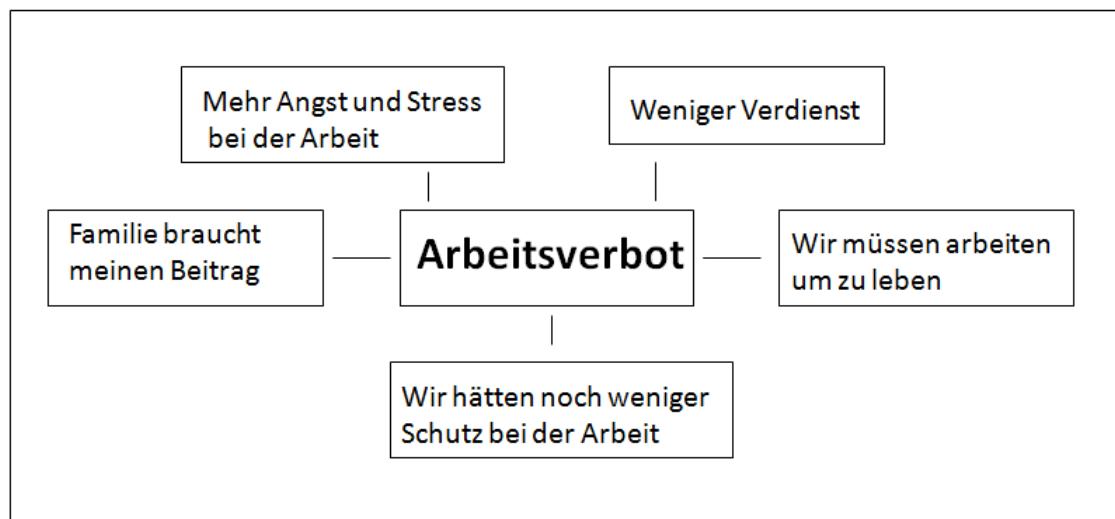 Mehr Angst und Stress
bei der Arbeit
Weniger Verdienst
Familie braucht
meinen Beitrag
Arbeitsverbot
Wir müssen arbeiten
um zu leben
Wir hätten noch weniger
Schutz bei der Arbeit